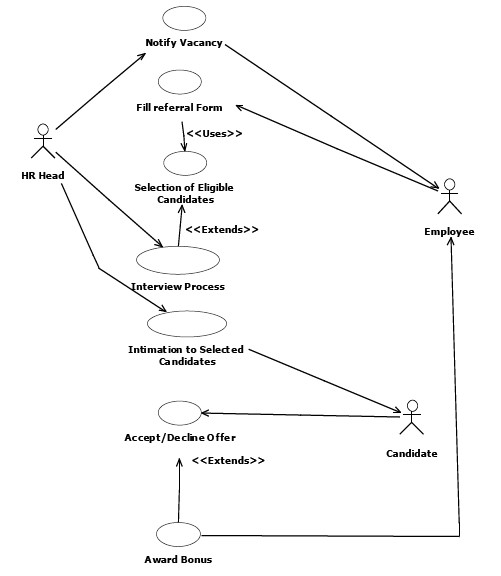 Notify Vacancy
Fill referral Form
<<Uses>>
HR Head
Selection of Eligible
Candidates
Employee
<<Extends>>
Interview Process
Intimation to Selected
Candidates
Accept/Decline Offer
Candidate
<<Extends>>
Award Bonus